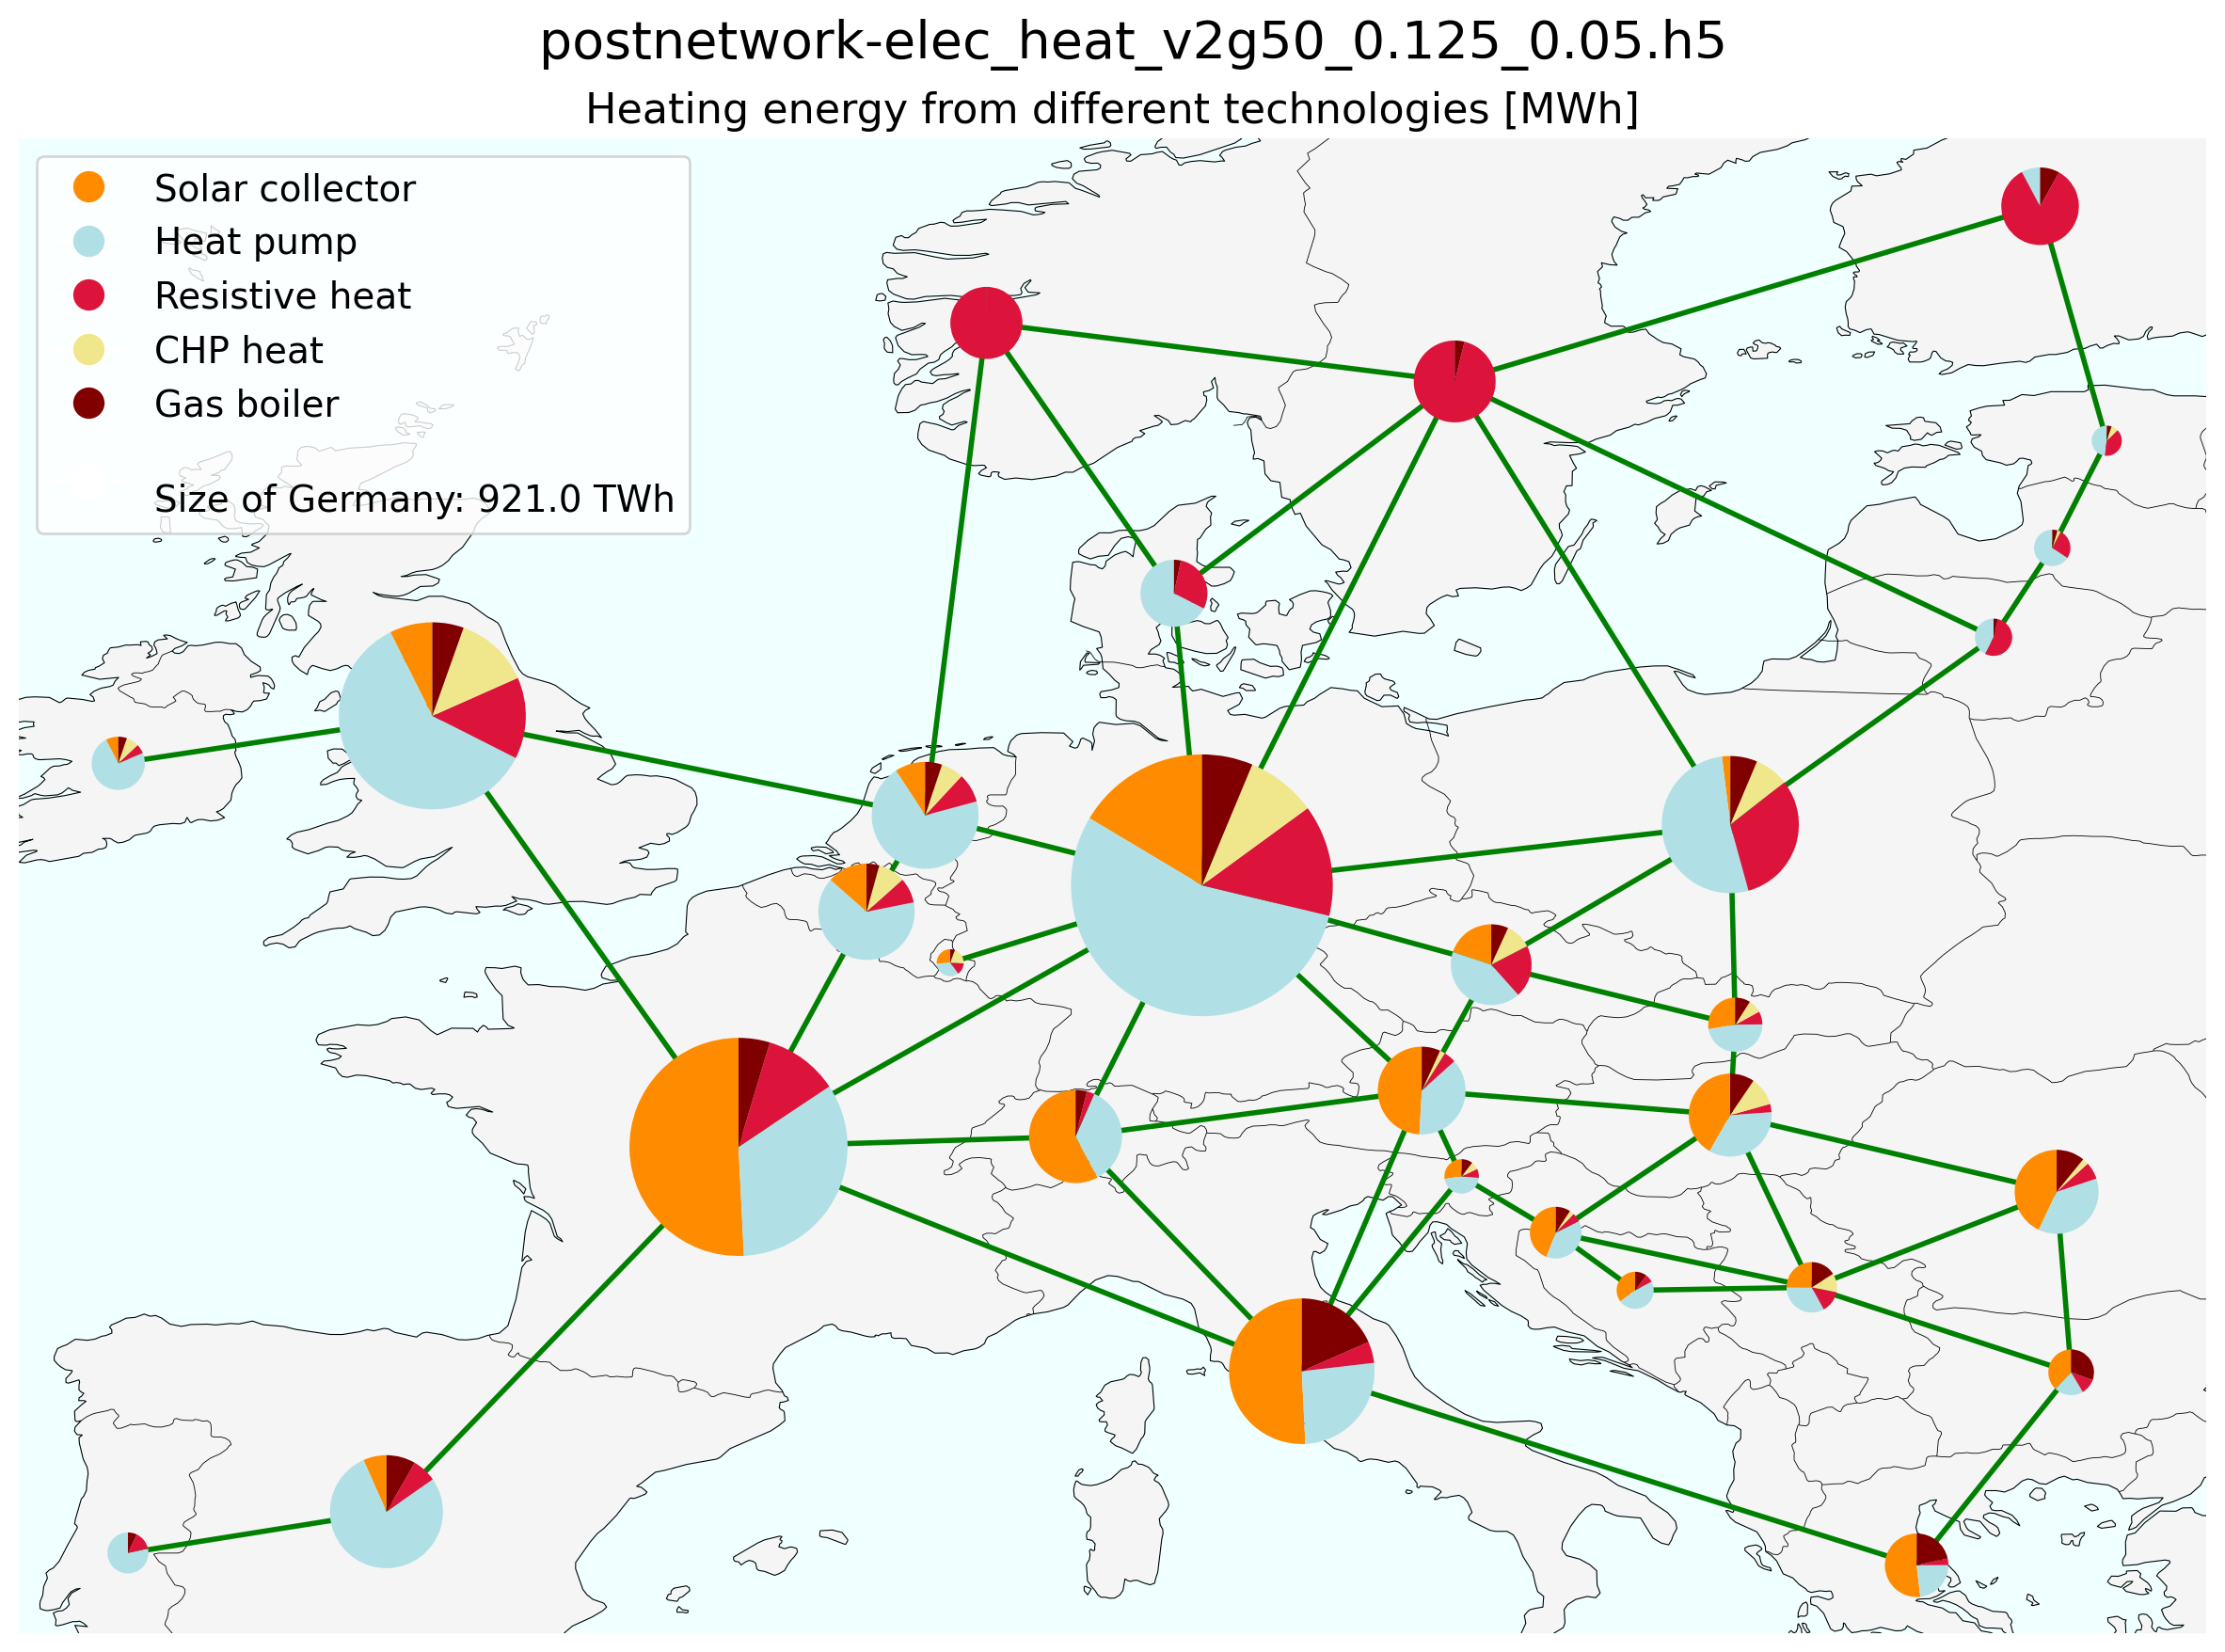 postnetwork-elec_heat_v2g50_0.125_0.05.h5
Heating energy from different technologies [MWh]
Solar collector
Heat pump
Resistive heat
CHP heat
Gas boiler
Size of Germany: 921.0 TWh